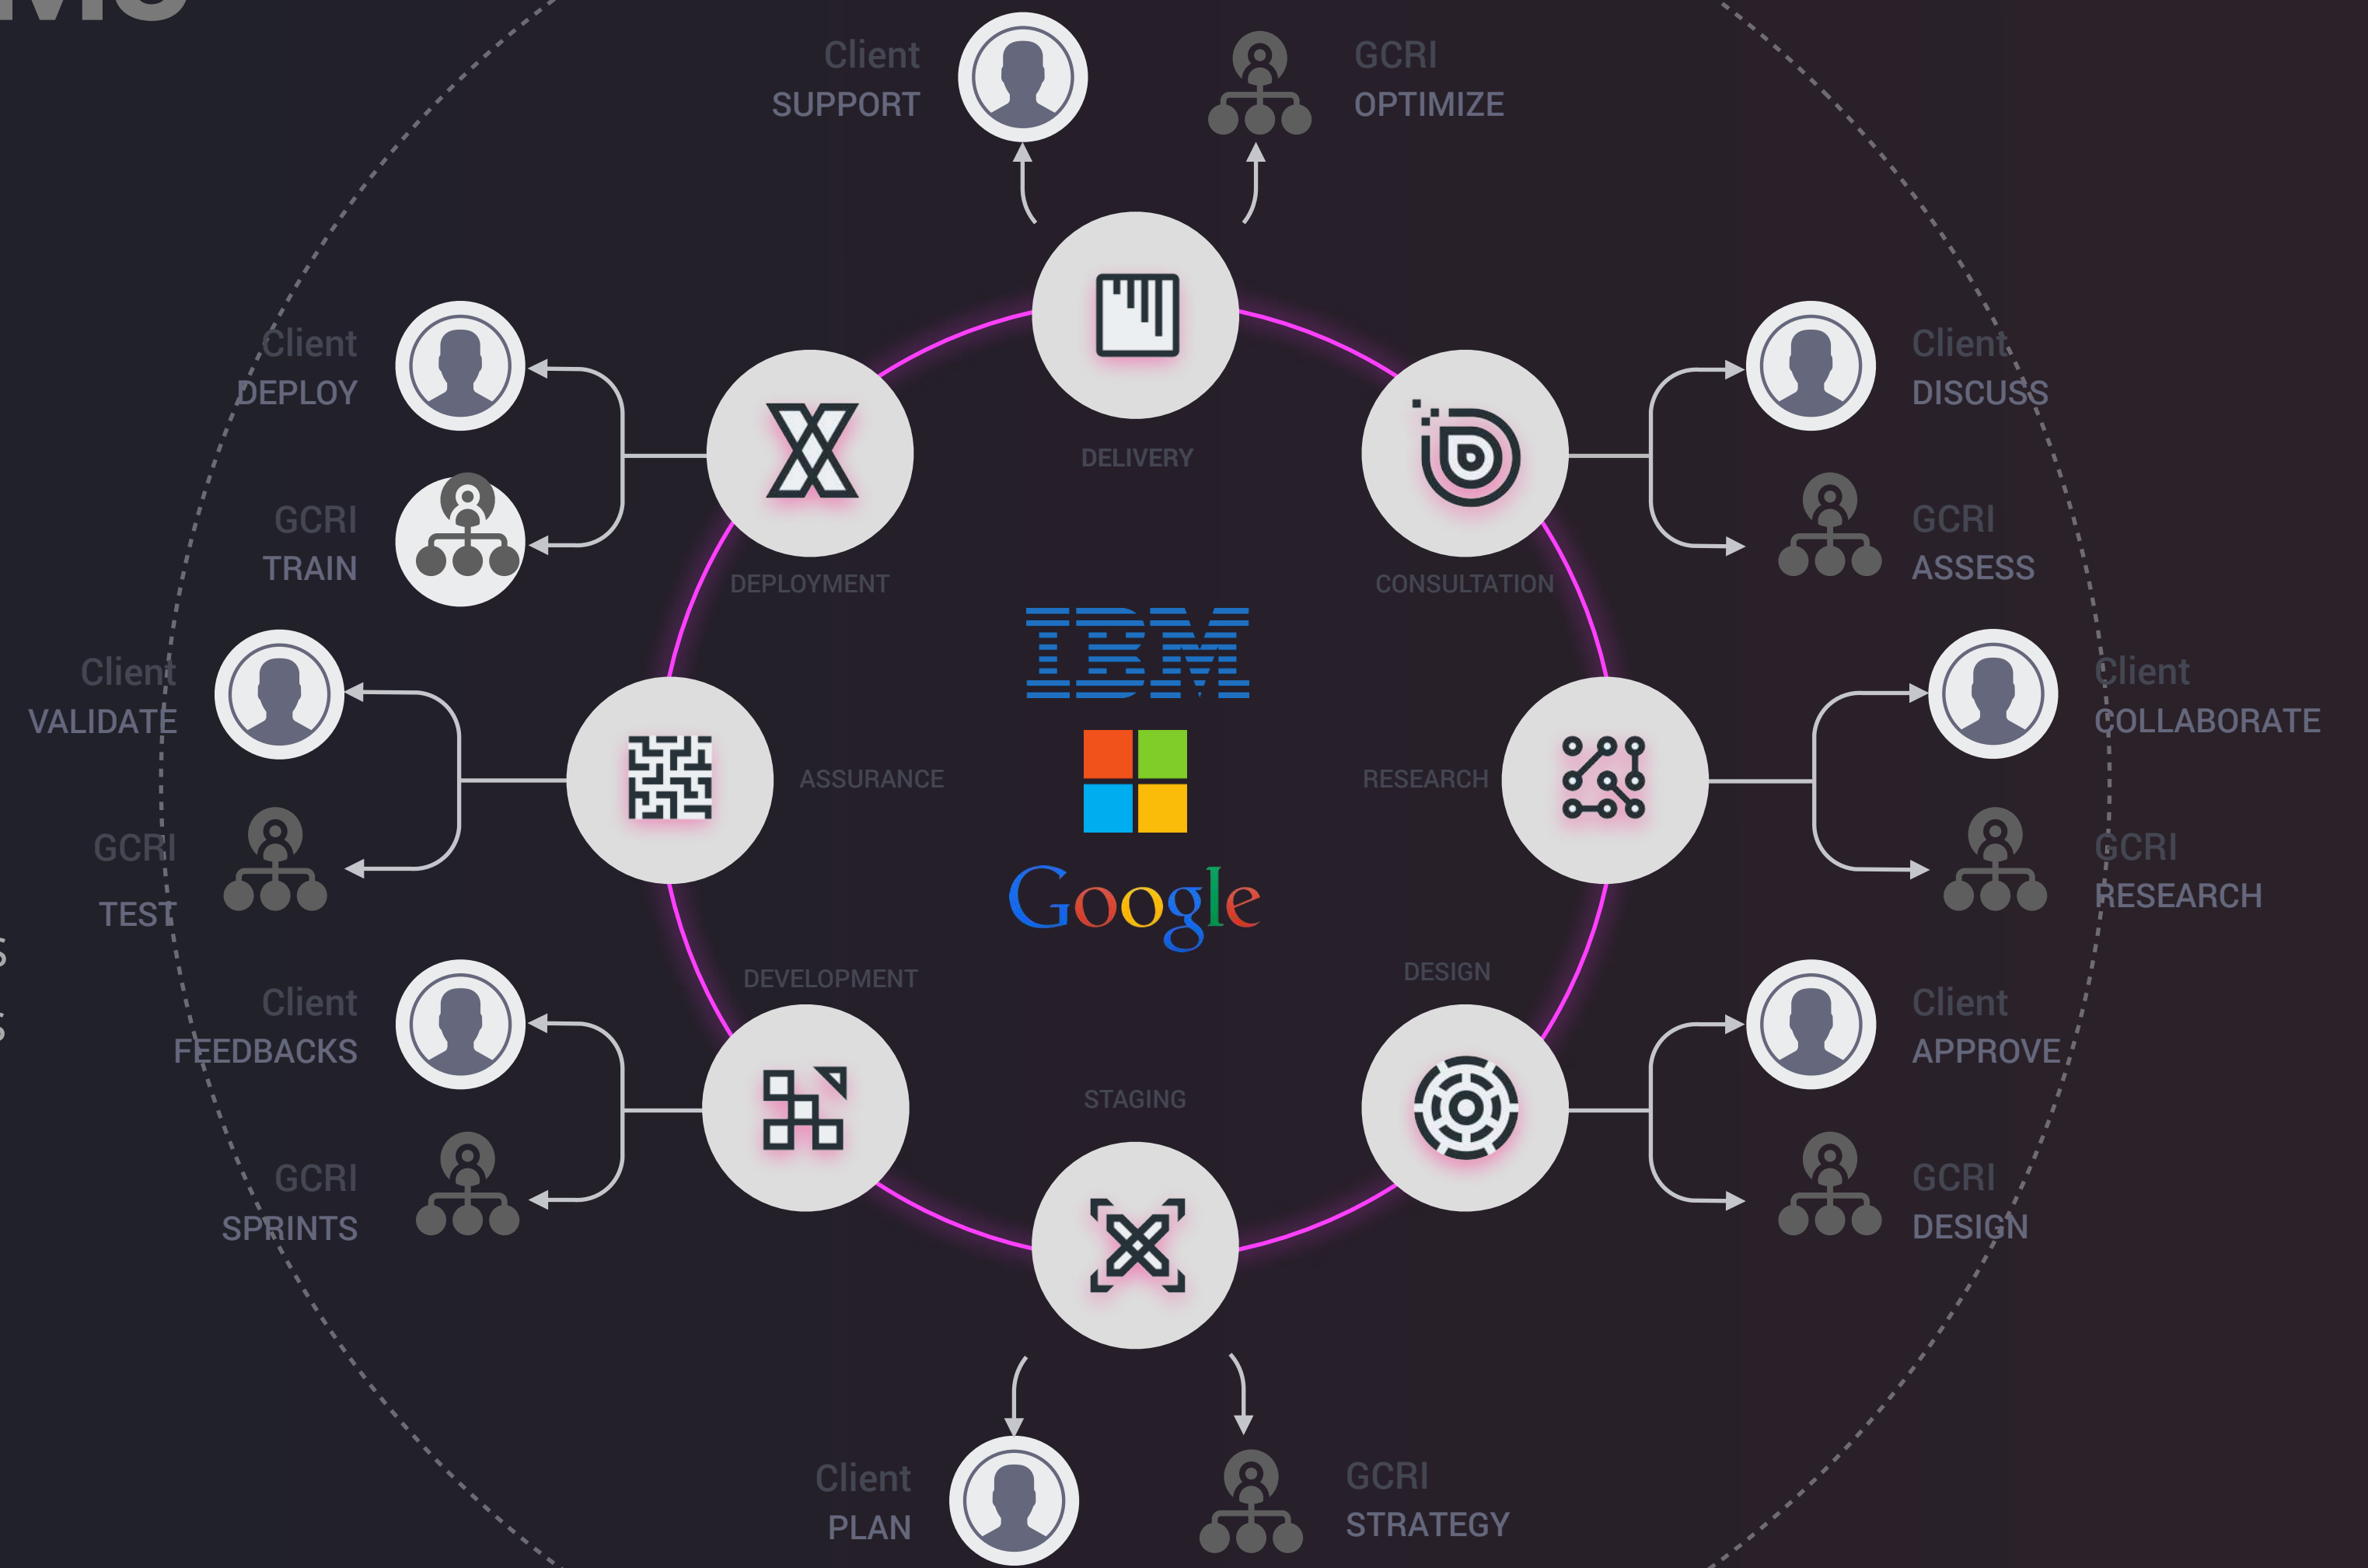 Client
SUPPORT
GCRI
OPTIMIZE
DELIVERY
Client
DEPLOY
GCRI
TRAIN
DEPLOYMENT
Client
DISCUSS
GCRI
ASSESS
CONSULTATION
IBM
Google
Client
VALIDATE
GCRI
TEST
ASSURANCE
RESEARCH
Client
COLLABORATE
GCRI
RESEARCH
DEVELOPMENT
Client
FEEDBACKS
GCRI
SPRINTS
DESIGN
Client
APPROVE
GCRI
DESIGN
STAGING
Client
PLAN
GCRI
STRATEGY